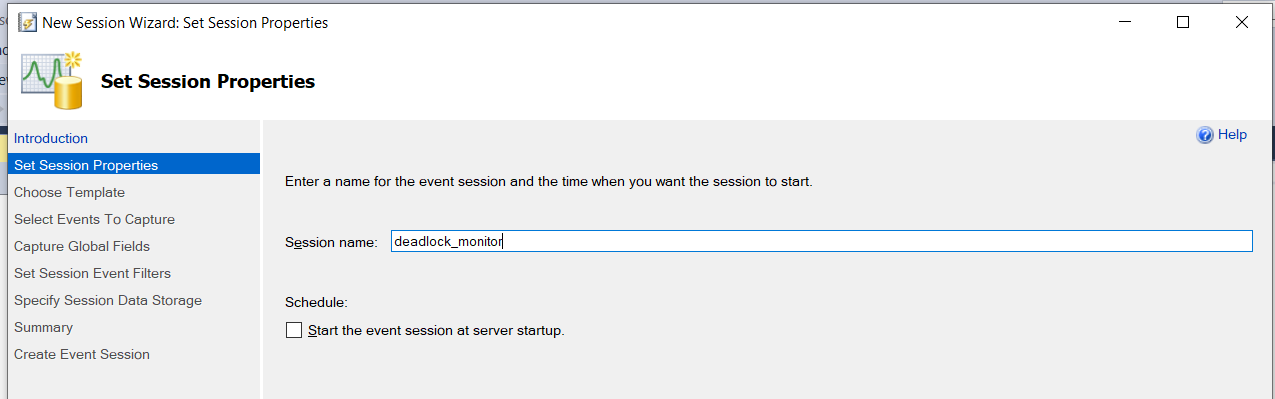 New Session Wizard: Set Session Properties
Set Session Properties
Introduction
Set Session Properties
Choose Template
Select Events To Capture
Capture Global Fields
Set Session Event Filters
Specify Session Data Storage
Summary
Create Event Session
Help
Enter a name for the event session and the time when you want the session to start.
Session name: deadlock_monitor
Schedule:
Start the event session at server startup.